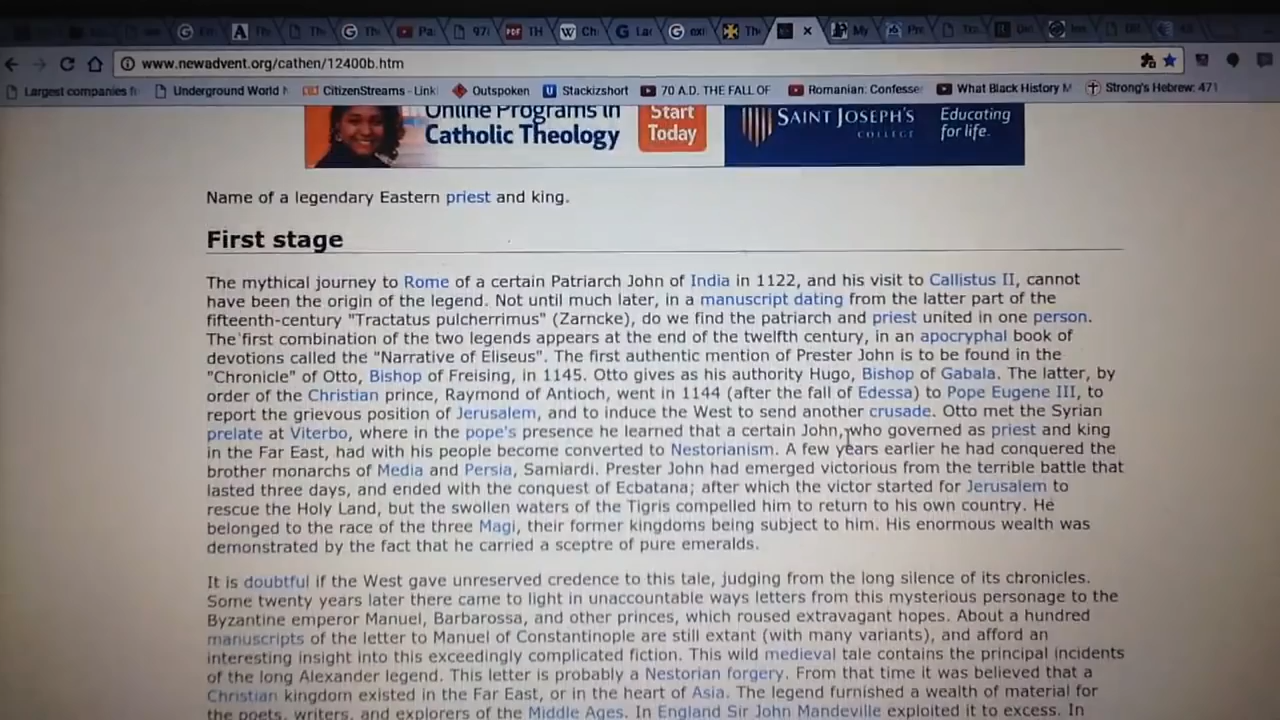 www.newadvent.org/cathen/12400b.htm
Largest companies Underground World CitizenStreams - Link Outspoken Stackizshort 70 A.D. THE FALL OF Romanian: Confesse What Black History M Strong's Hebrew: 471
Online Programs in
Catholic Theology
Start
Today
SAINT JOSEPH'S
COLLEGE
Educating
for life.
Name of a legendary Eastern priest and king.
First stage
The mythical journey to Rome of a certain Patriarch John of India in 1122, and his visit to Callistus II, cannot
have been the origin of the legend. Not until much later, in a manuscript dating from the latter part of the
fifteenth-century "Tractatus pulcherrimus" (Zarncke), do we find the patriarch and priest united in one person.
The first combination of the two legends appears at the end of the twelfth century, in an apocryphal book of
devotions called the "Narrative of Eliseus". The first authentic mention of Prester John is to be found in the
"Chronicle" of Otto, Bishop of Freising, in 1145. Otto gives as his authority Hugo, Bishop of Gabala. The latter, by
order of the Christian prince, Raymond of Antioch, went in 1144 (after the fall of Edessa) to Pope Eugene III, to
report the grievous position of Jerusalem, and to induce the West to send another crusade. Otto met the Syrian
prelate at Viterbo, where in the pope's presence he learned that a certain John, who governed as priest and king
in the Far East, had with his people become converted to Nestorianism. A few years earlier he had conquered the
brother monarchs of Media and Persia, Samiardi. Prester John had emerged victorious from the terrible battle that
lasted three days, and ended with the conquest of Ecbatana; after which the victor started for Jerusalem to
rescue the Holy Land, but the swollen waters of the Tigris compelled him to return to his own country. He
belonged to the race of the three Magi, their former kingdoms being subject to him. His enormous wealth was
demonstrated by the fact that he carried a sceptre of pure emeralds.
It is doubtful if the West gave unreserved credence to this tale, judging from the long silence of its chronicles.
Some twenty years later there came to light in unaccountable ways letters from this mysterious personage to the
Byzantine emperor Manuel, Barbarossa, and other princes, which roused extravagant hopes. About a hundred
manuscripts of the letter to Manuel of Constantinople are still extant (with many variants), and afford an
interesting insight into this exceedingly complicated fiction. This wild medieval tale contains the principal incidents
of the long Alexander legend. This letter is probably a Nestorian forgery. From that time it was believed that a
Christian kingdom existed in the Far East, or in the heart of Asia. The legend furnished a wealth of material for
the poets, writers, and explorers of the Middle Ages. In England Sir John Mandeville exploited it to excess. In